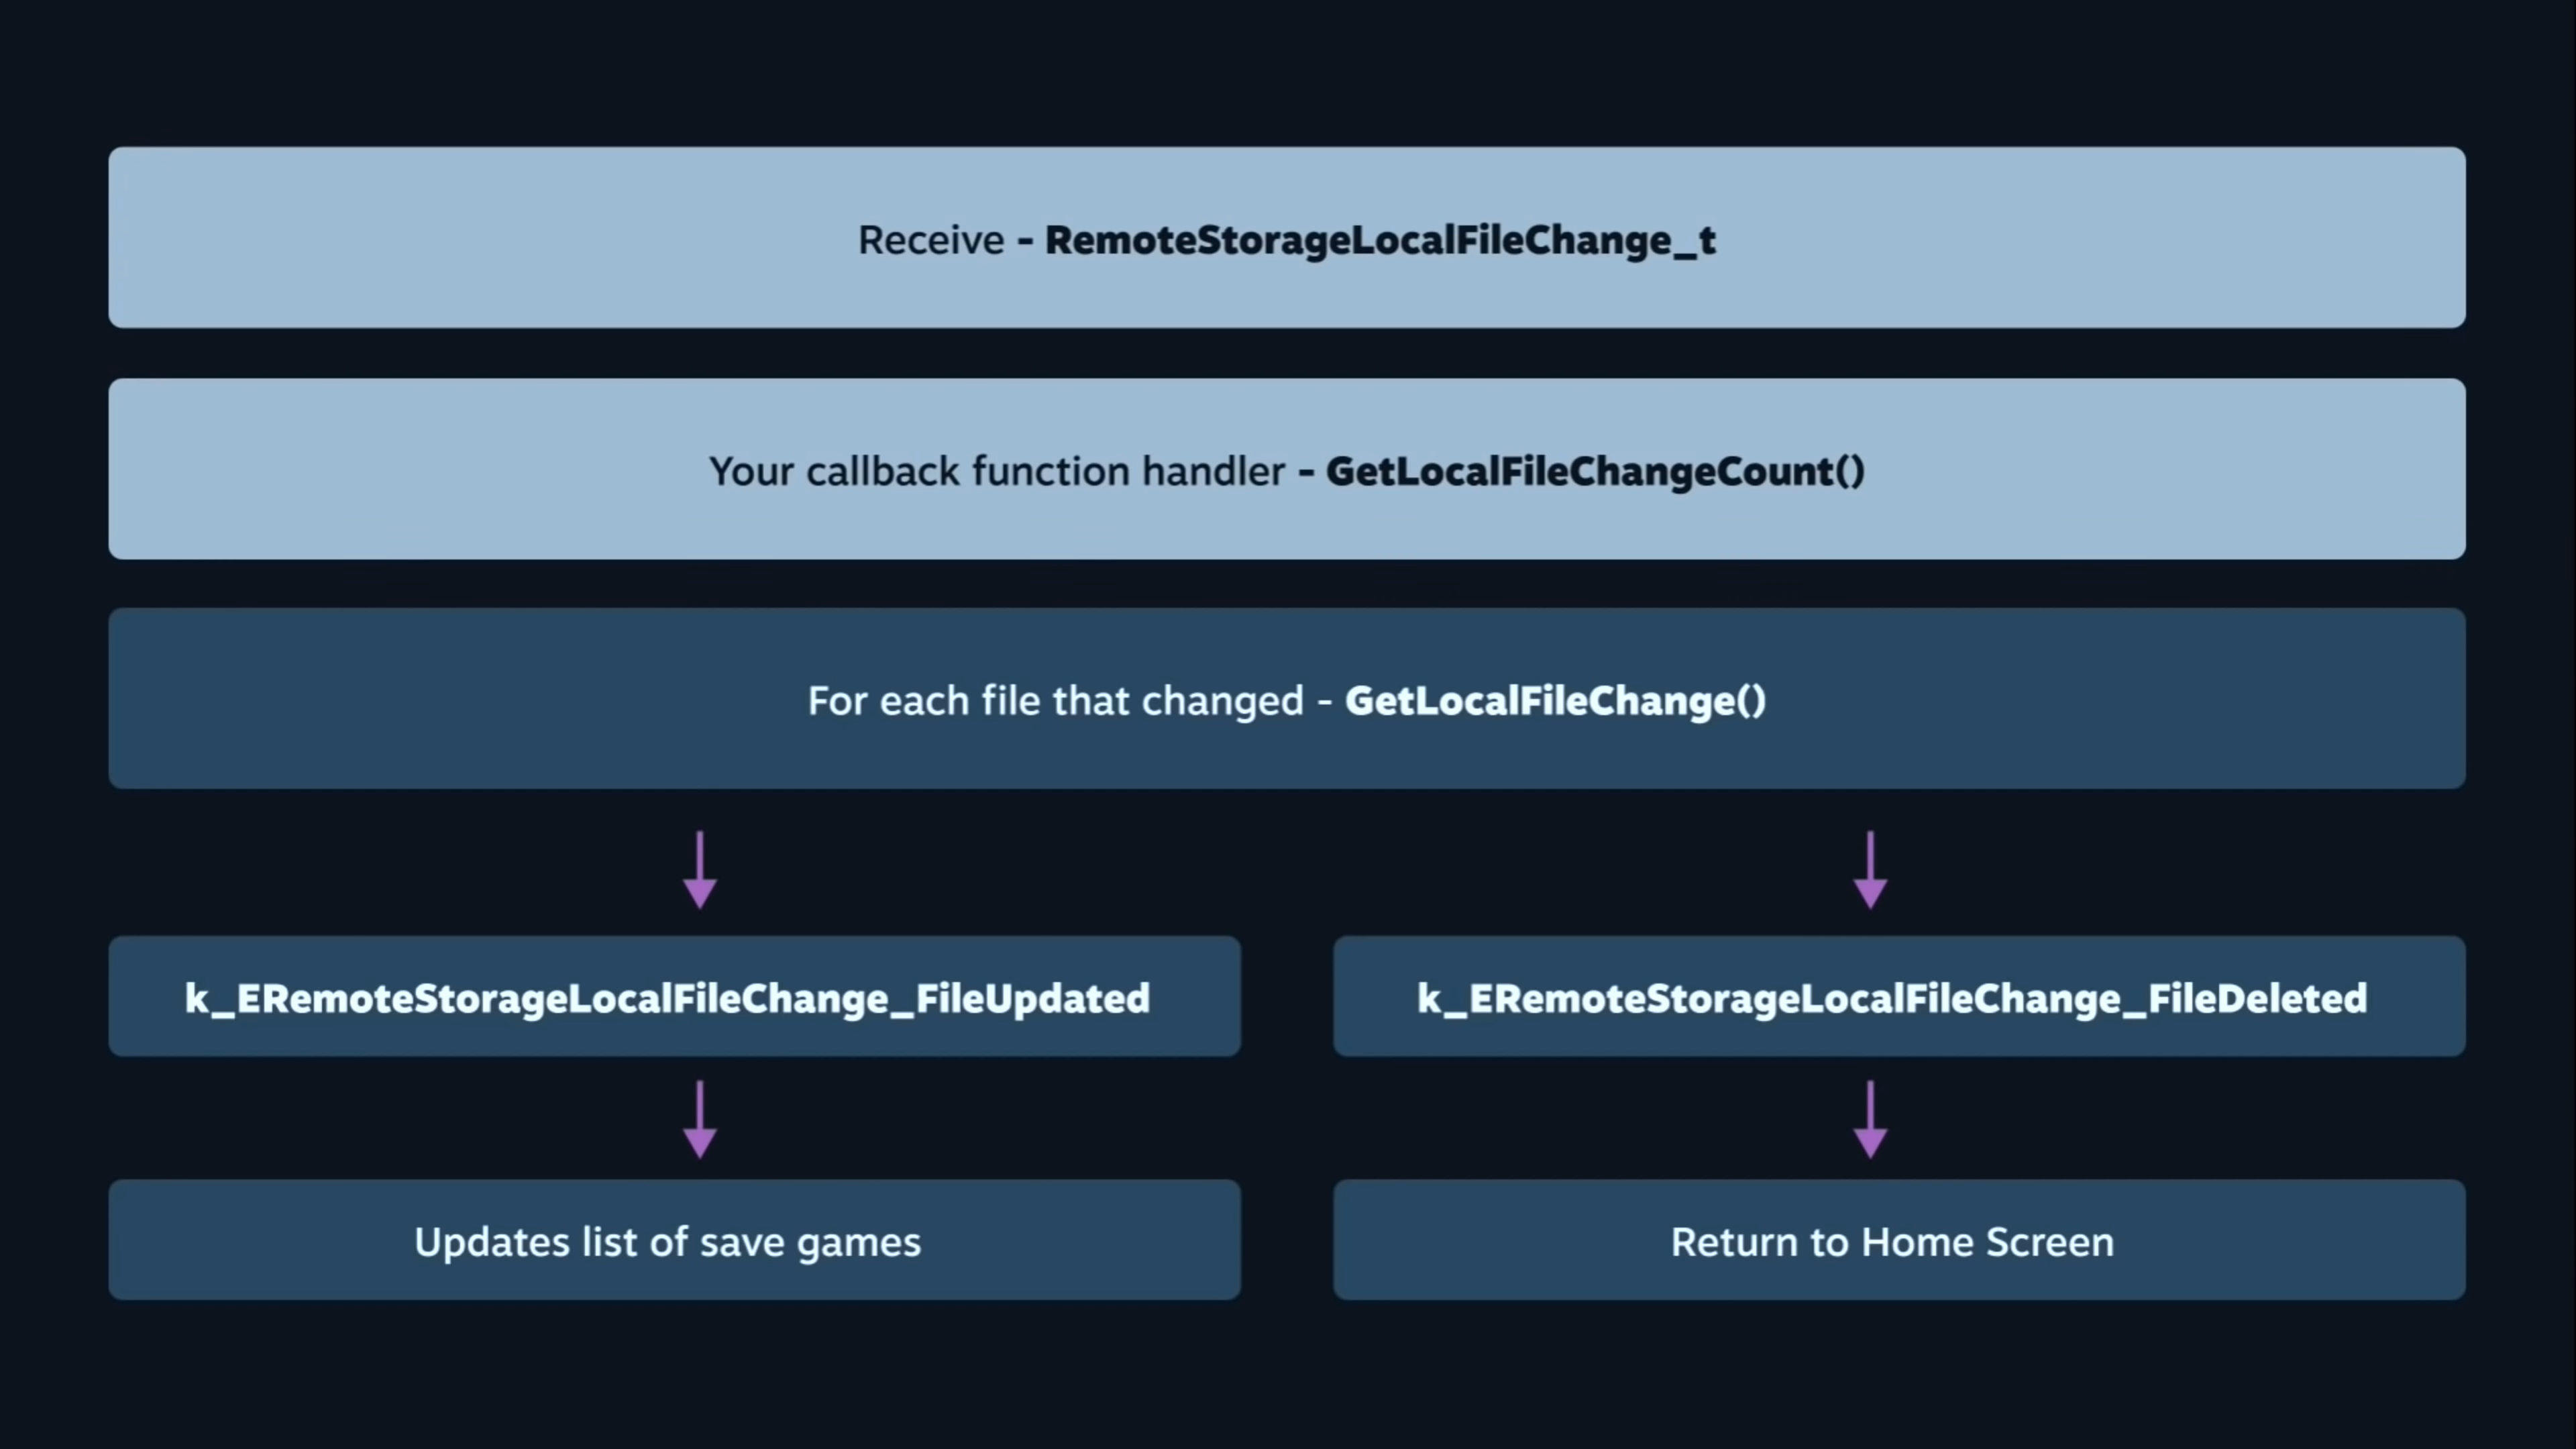 Receive - RemoteStorageLocalFileChange_t
Your callback function handler - GetLocalFileChangeCount()
For each file that changed - GetLocalFileChange()
k_ERemoteStorageLocalFileChange_FileUpdated
k_ERemoteStorageLocalFileChange_FileDeleted
Updates list of save games
Return to Home Screen